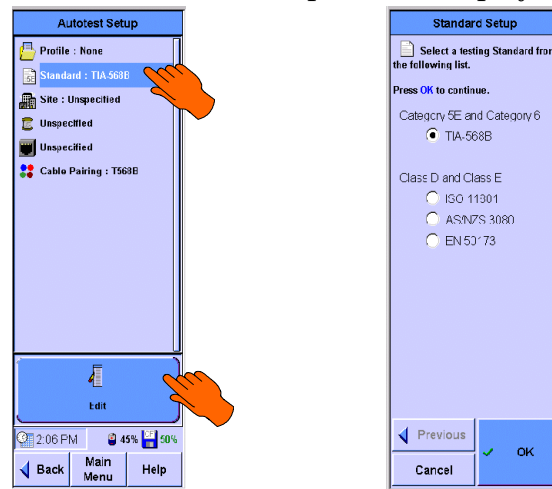 Autotest Setup
Profile : None
Standard : TIA-568B
Site : Unspecified
Unspecified
Unspecified
Cable Pairing : T568B
Edit
2:06 PM 45% CF 50%
Back
Main
Menu
Help
Standard Setup
Select a testing Standard from
the following list.
Press OK to continue.
Category 5E and Category 6
TIA-568B
Class D and Class E
ISO 11801
AS/NZS 3080
EN 50173
Previous
Cancel
OK